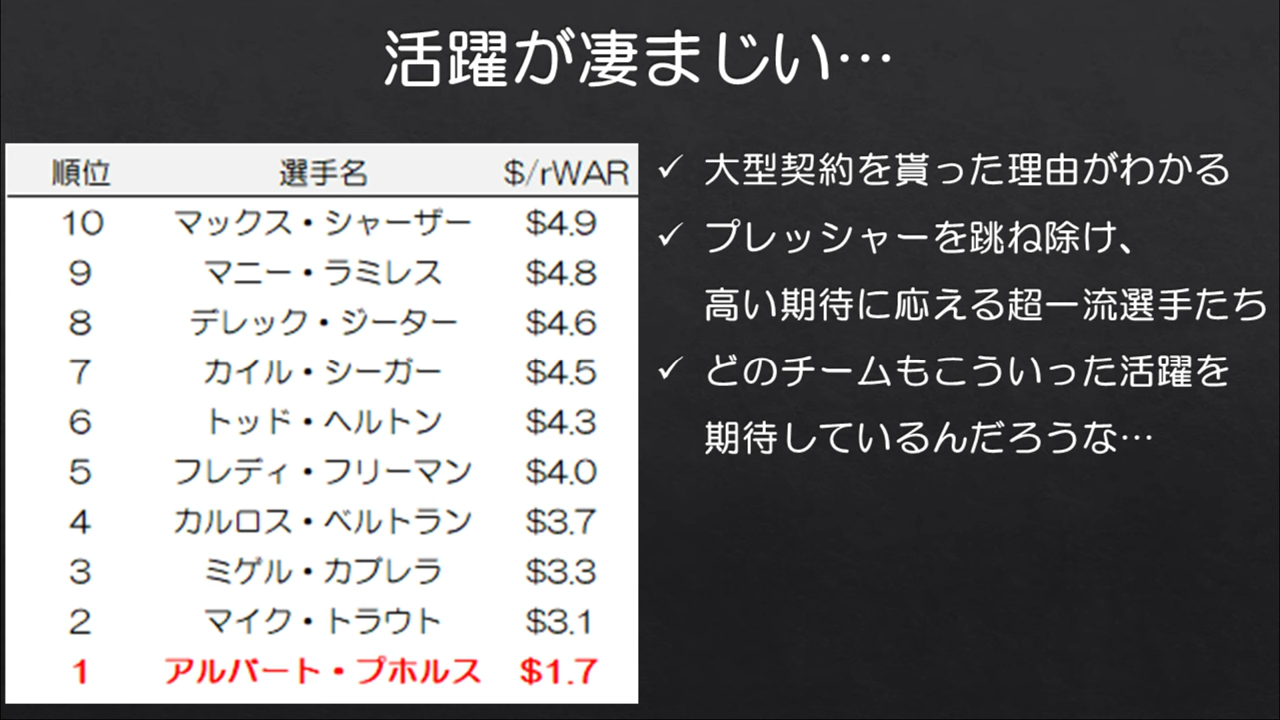 活躍が凄まじい…
順位 選手名 $/rWAR
10 マックス・シャーザー $4.9
9 マニー・ラミレス $4.8
8 デレック・ジーター $4.6
7 カイル・シーガー $4.5
6 トッド・ヘルトン $4.3
5 フレディ・フリーマン $4.0
4 カルロス・ベルトラン $3.7
3 ミゲル・カブレラ $3.3
2 マイク・トラウト $3.1
1 アルバート・プホルス $1.7
✓ 大型契約を貰った理由がわかる
✓ プレッシャーを跳ね除け、
高い期待に応える超一流選手たち
✓ どのチームもこういった活躍を
期待しているんだろうな…